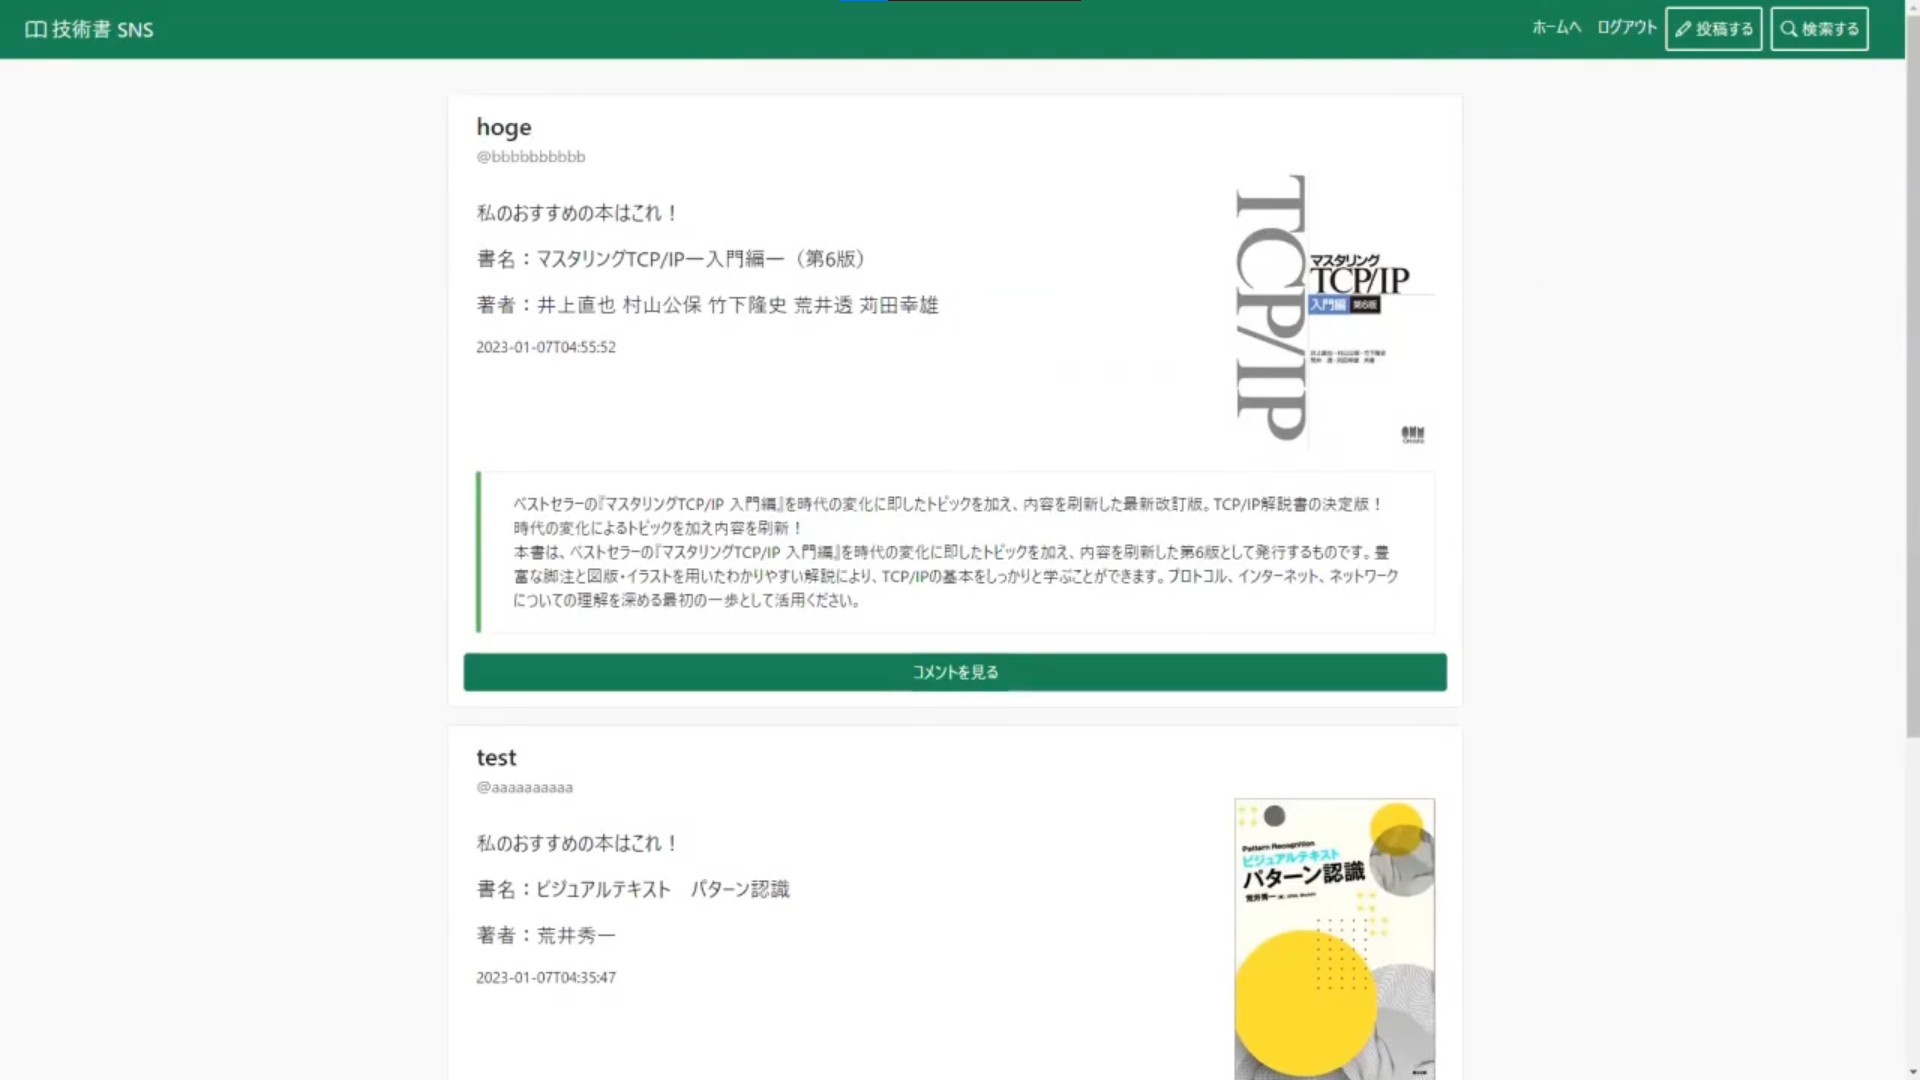 技術書 SNS
ホームへ ログアウト 投稿する 検索する
hoge
@bbbbbbbbbb
私のおすすめの本はこれ！
書名：マスタリングTCP/IPー入門編ー（第6版）
著者：井上直也 村山公保 竹下隆史 荒井透 苅田幸雄
2023-01-07T04:55:52
TCP/IP
マスタリング
TCP/IP
入門編 第6版
ベストセラーの『マスタリングTCP/IP 入門編』を時代の変化に即したトピックを加え、内容を刷新した最新改訂版。TCP/IP解説書の決定版！
時代の変化によるトピックを加え内容を刷新！
本書は、ベストセラーの『マスタリングTCP/IP 入門編』を時代の変化に即したトピックを加え、内容を刷新した第6版として発行するものです。豊
富な脚注と図版・イラストを用いたわかりやすい解説により、TCP/IPの基本をしっかりと学ぶことができます。プロトコル、インターネット、ネットワーク
についての理解を深める最初の一歩として活用ください。
コメントを見る
test
@aaaaaaaaaa
私のおすすめの本はこれ！
書名：ビジュアルテキスト　パターン認識
著者：荒井秀一
2023-01-07T04:35:47
Pattern Recognition
ビジュアルテキスト
パターン認識